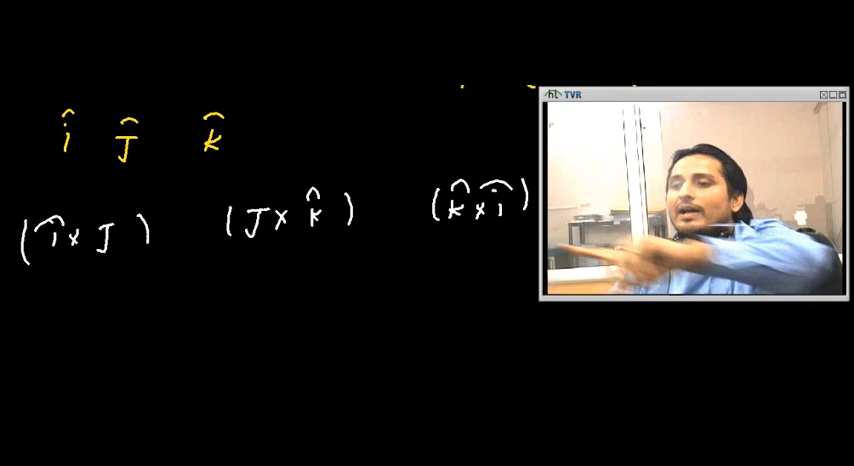 î Ĵ k̂
TVR
(î × J) (J × k̂) (k̂ × î)